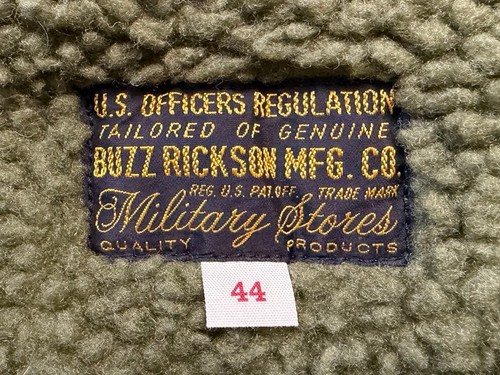 U.S. OFFICERS REGULATION
TAILORED OF GENUINE
BUZZ RICKSON MFG. CO.
REG. U.S. PAT.OFF. TRADE MARK
Military Stores
QUALITY PRODUCTS
44